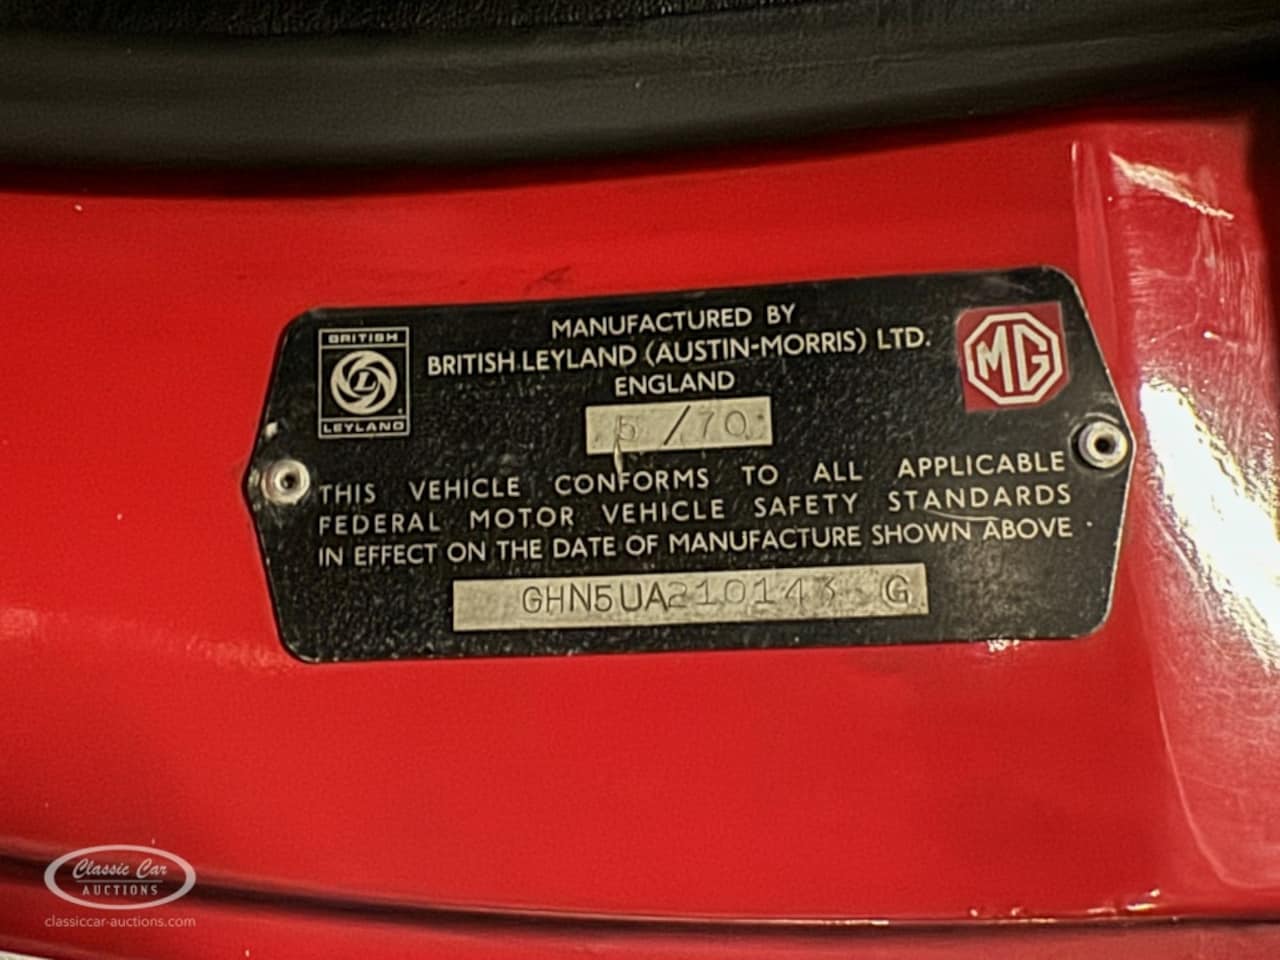 MANUFACTURED BY
BRITISH LEYLAND (AUSTIN-MORRIS) LTD.
ENGLAND
BRITISH
L
LEYLAND
MG
5 /70
THIS VEHICLE CONFORMS TO ALL APPLICABLE
FEDERAL MOTOR VEHICLE SAFETY STANDARDS
IN EFFECT ON THE DATE OF MANUFACTURE SHOWN ABOVE
GHN5UA210143 G
Classic Car
AUCTIONS
classiccar-auctions.com